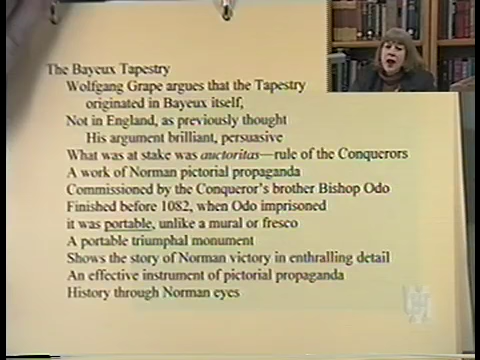 The Bayeux Tapestry
Wolfgang Grape argues that the Tapestry
originated in Bayeux itself,
Not in England, as previously thought
His argument brilliant, persuasive
What was at stake was auctoritas—rule of the Conquerors
A work of Norman pictorial propaganda
Commissioned by the Conqueror's brother Bishop Odo
Finished before 1082, when Odo imprisoned
it was portable, unlike a mural or fresco
A portable triumphal monument
Shows the story of Norman victory in enthralling detail
An effective instrument of pictorial propaganda
History through Norman eyes